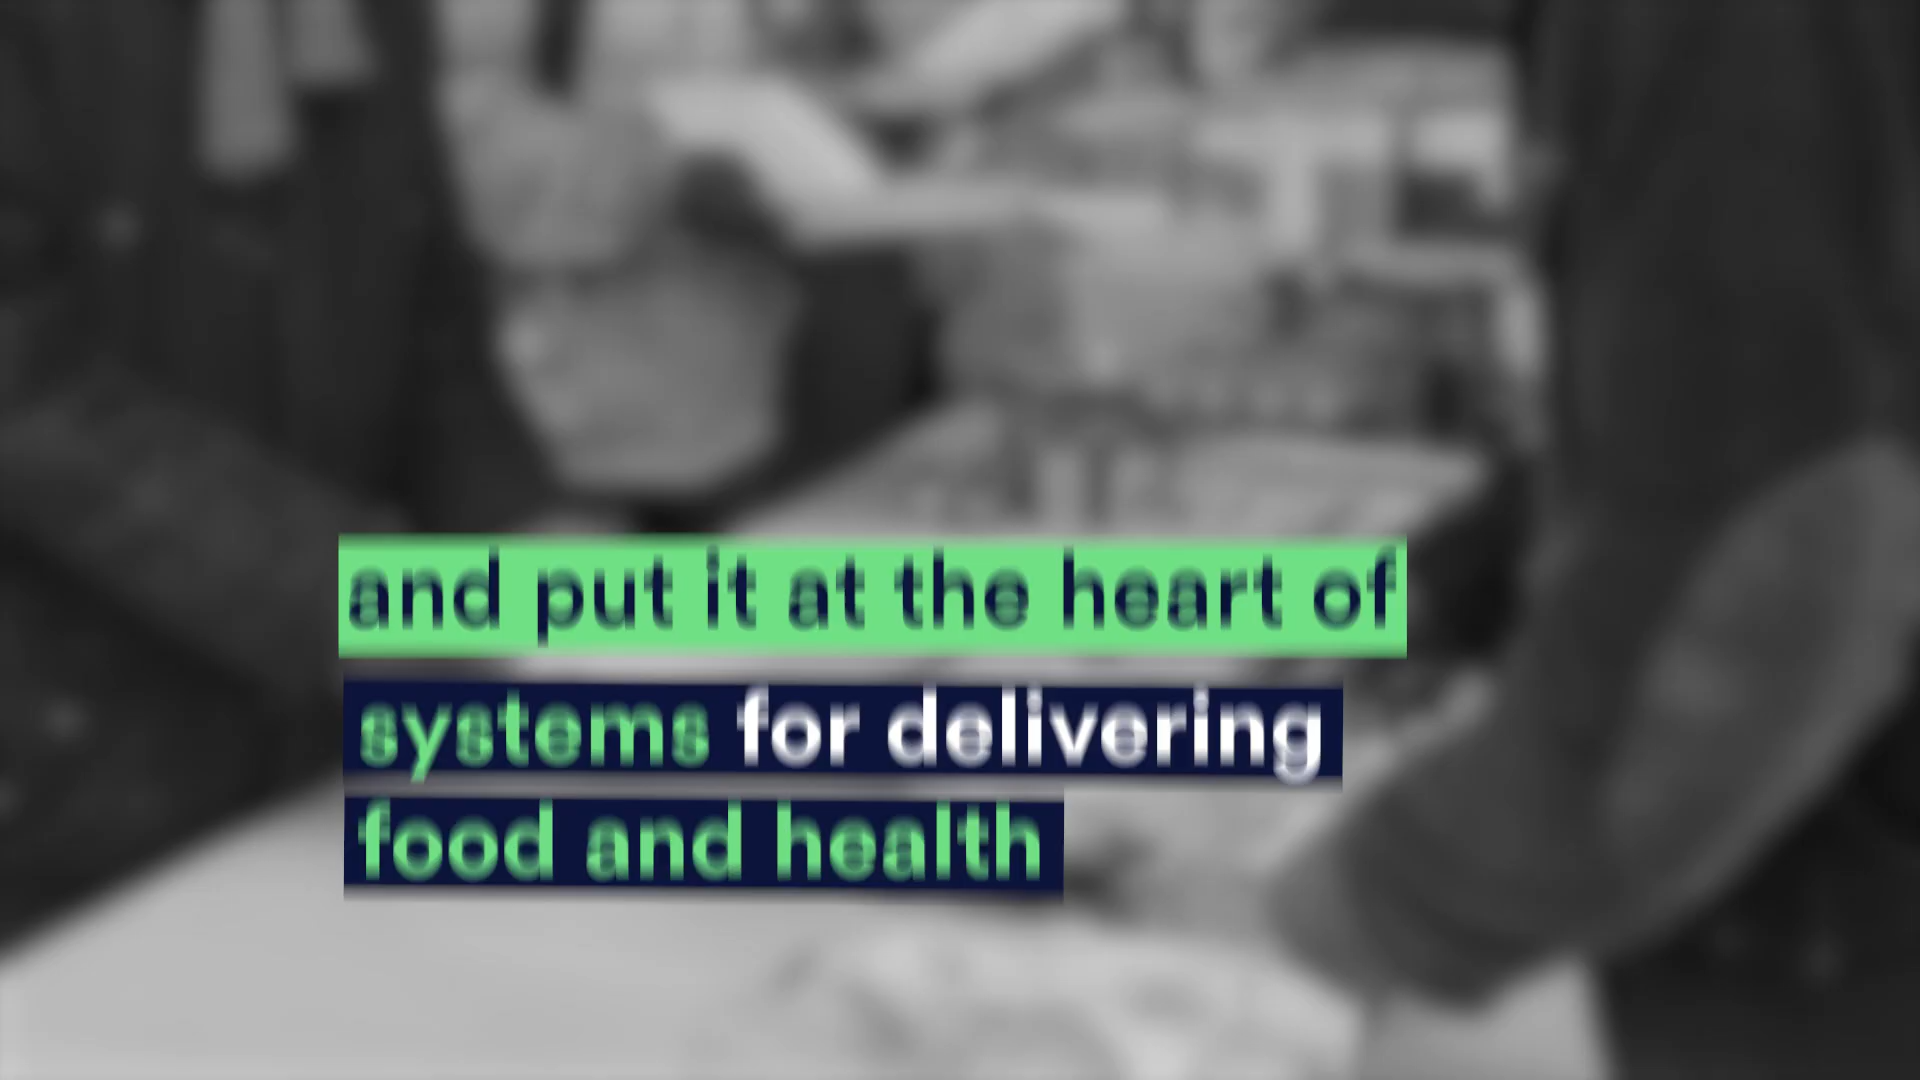 and put it at the heart of
systems for delivering
food and health